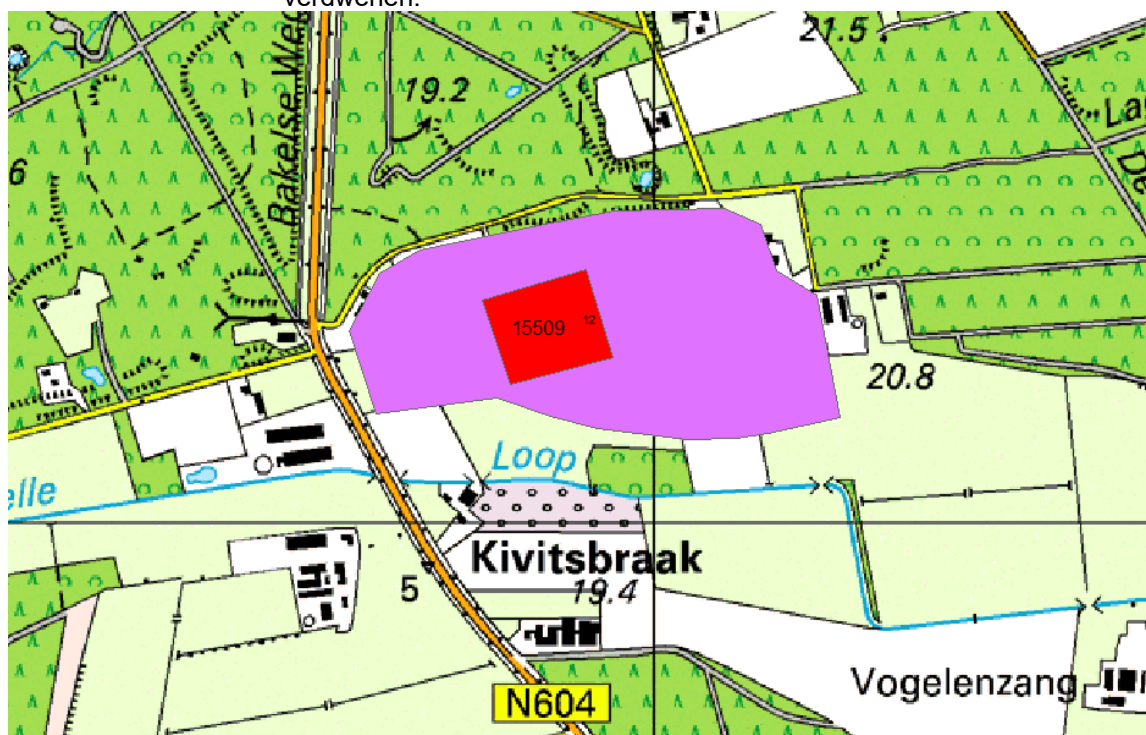 verdwenen.
21.5
19.2
Bakelse Weg
6
15509
12
20.8
Loop
elle
Kivitsbraak
5
19.4
Vogelenzang
N604